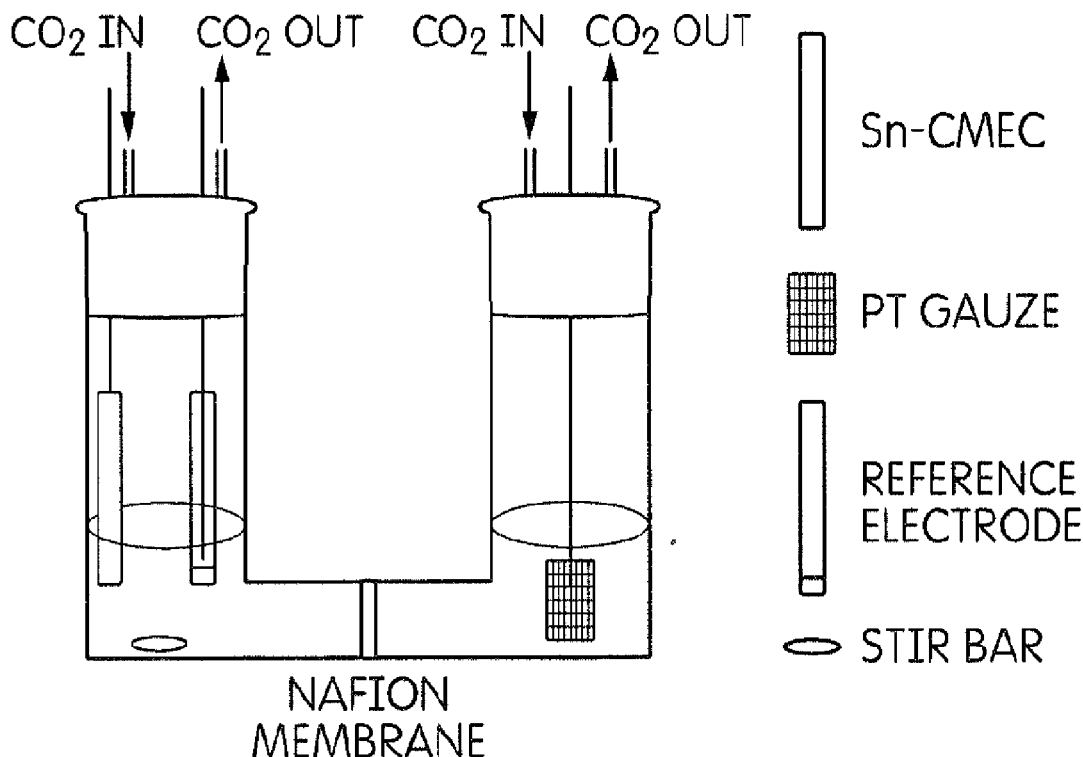 CO2 IN CO2 OUT CO2 IN CO2 OUT
Sn-CMEC
PT GAUZE
REFERENCE
ELECTRODE
STIR BAR
NAFION
MEMBRANE